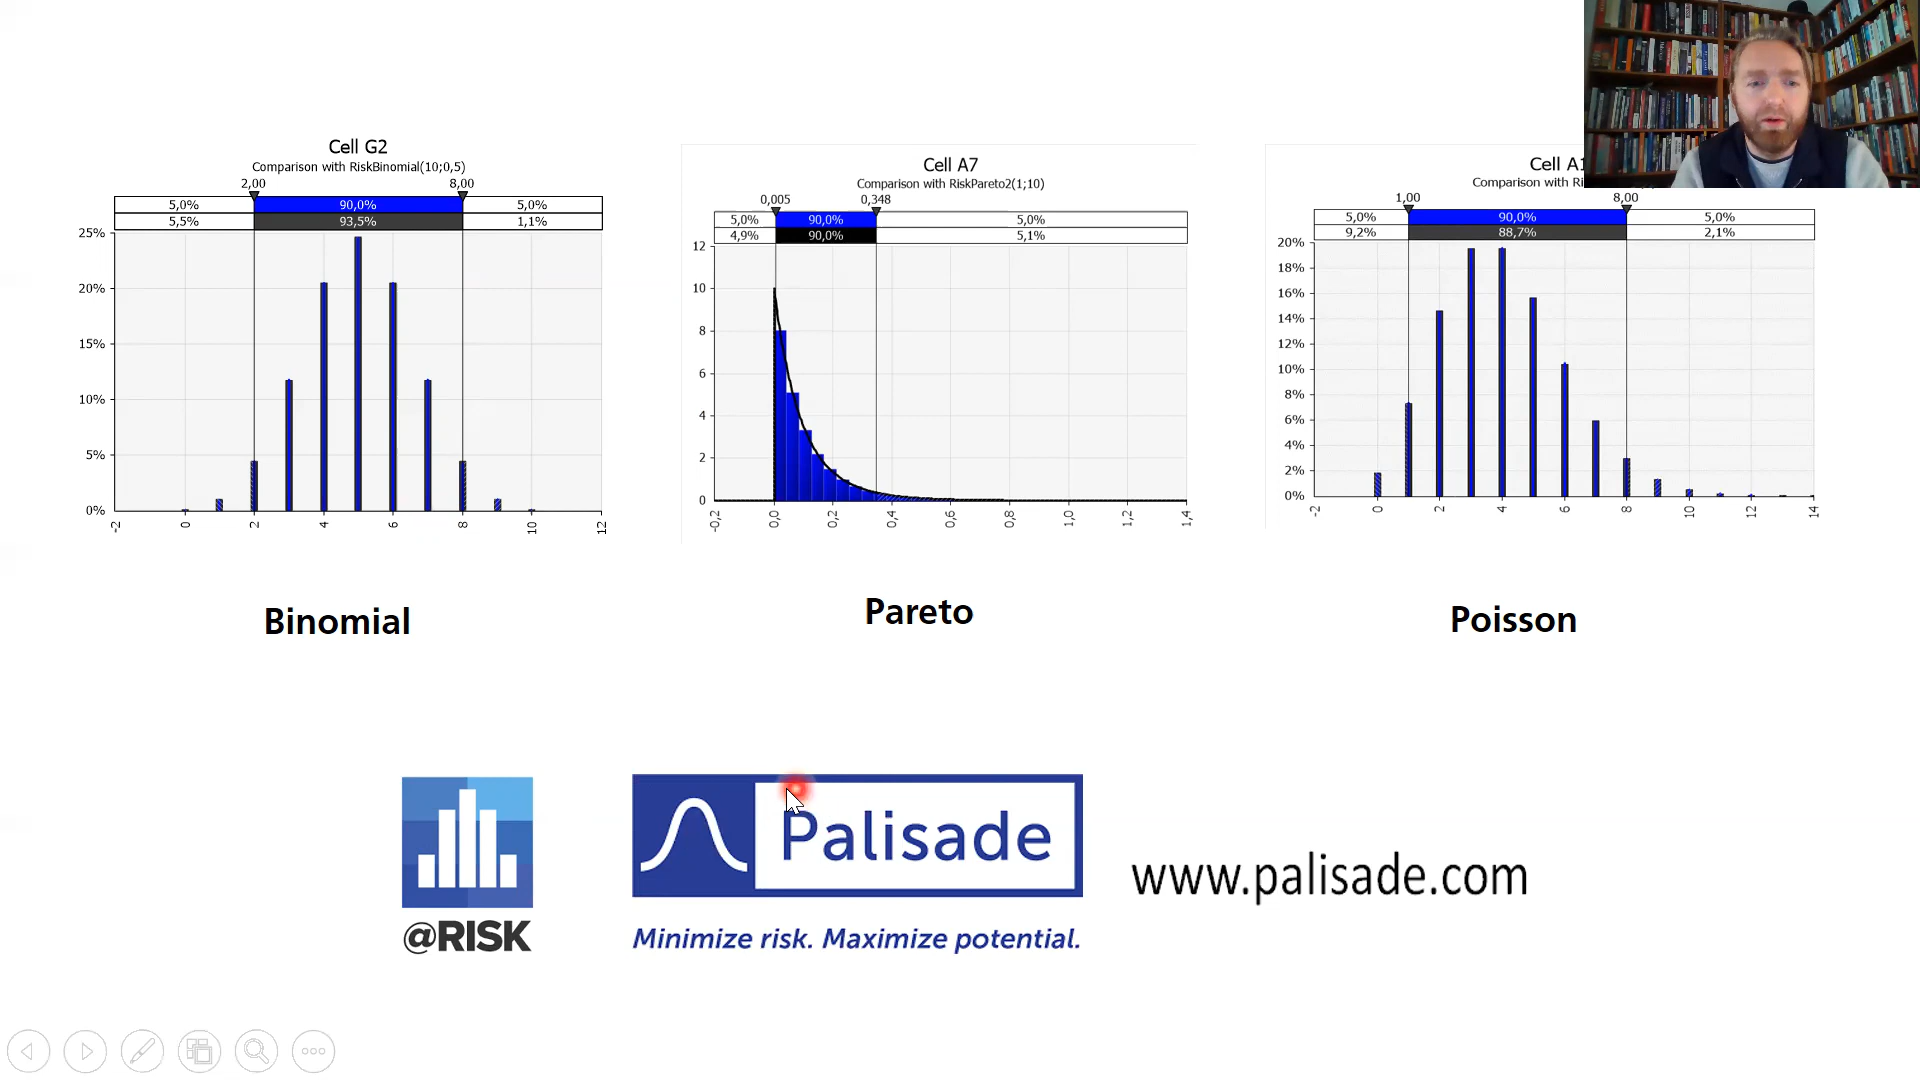 Cell G2
Comparison with RiskBinomial(10;0,5)
2,00 8,00
5,0% 90,0% 5,0%
5,5% 93,5% 1,1%
25%
20%
15%
10%
5%
0%
-2 0 2 4 6 8 10 12
Binomial
Cell A7
Comparison with RiskPareto2(1;10)
0,005 0,348
5,0% 90,0% 5,0%
4,9% 90,0% 5,1%
12
10
8
6
4
2
0
-0,2 0,0 0,2 0,4 0,6 0,8 1,0 1,2 1,4
Pareto
Cell A1
Comparison with Ri
1,00 8,00
5,0% 90,0% 5,0%
9,2% 88,7% 2,1%
20%
18%
16%
14%
12%
10%
8%
6%
4%
2%
0%
-2 0 2 4 6 8 10 12 14
Poisson
@RISK
Palisade
Minimize risk. Maximize potential.
www.palisade.com